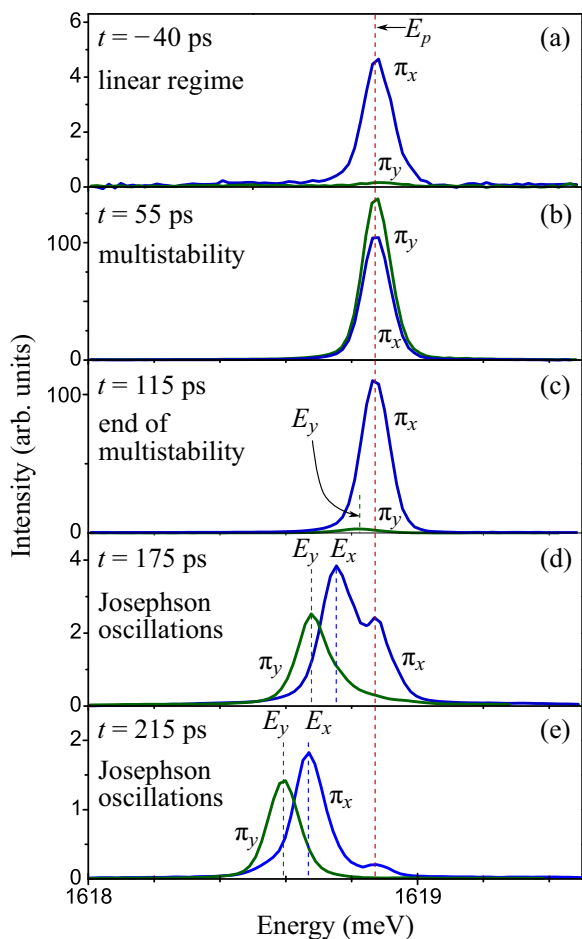 t = −40 ps
linear regime
E_p
(a)
π_x
π_y
6
4
2
0
t = 55 ps
multistability
(b)
π_y
π_x
100
0
t = 115 ps
end of
multistability
E_y
(c)
π_x
π_y
100
0
t = 175 ps
Josephson
oscillations
E_y E_x
(d)
π_y
π_x
4
2
0
t = 215 ps
Josephson
oscillations
E_y E_x
(e)
π_x
π_y
2
1
0
1618 1619
Energy (meV)
Intensity (arb. units)